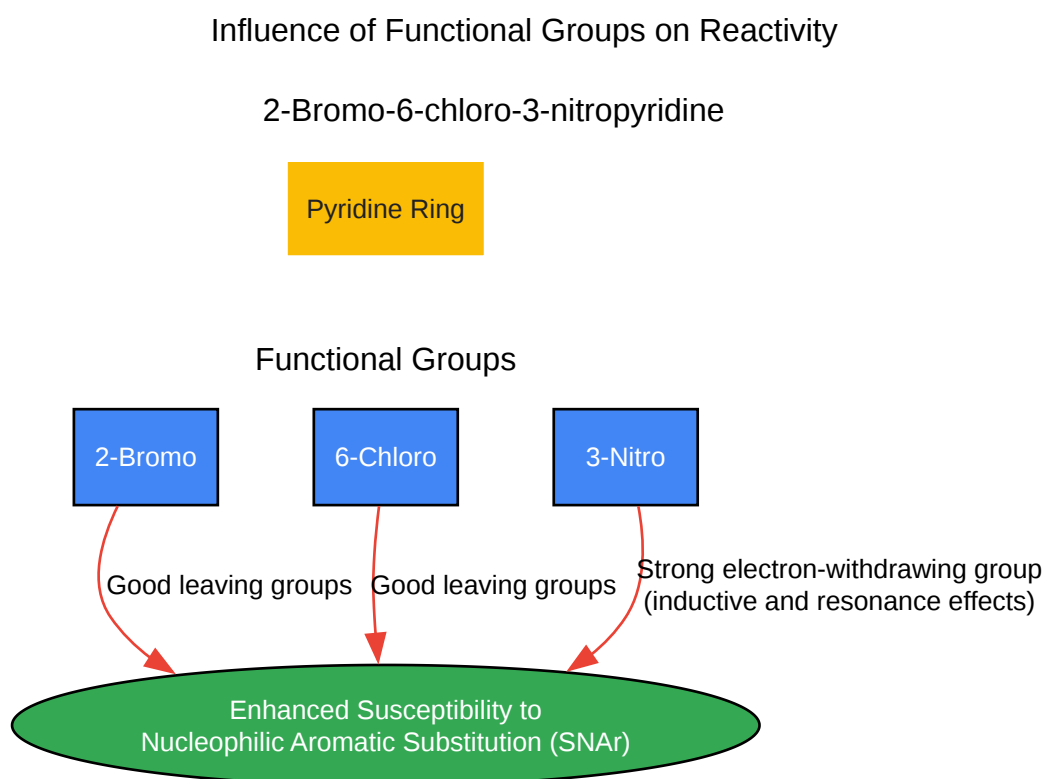 Influence of Functional Groups on Reactivity
2-Bromo-6-chloro-3-nitropyridine
Pyridine Ring
Functional Groups
2-Bromo
6-Chloro
3-Nitro
Good leaving groups
Good leaving groups
Strong electron-withdrawing group
(inductive and resonance effects)
Enhanced Susceptibility to
Nucleophilic Aromatic Substitution (SNAr)